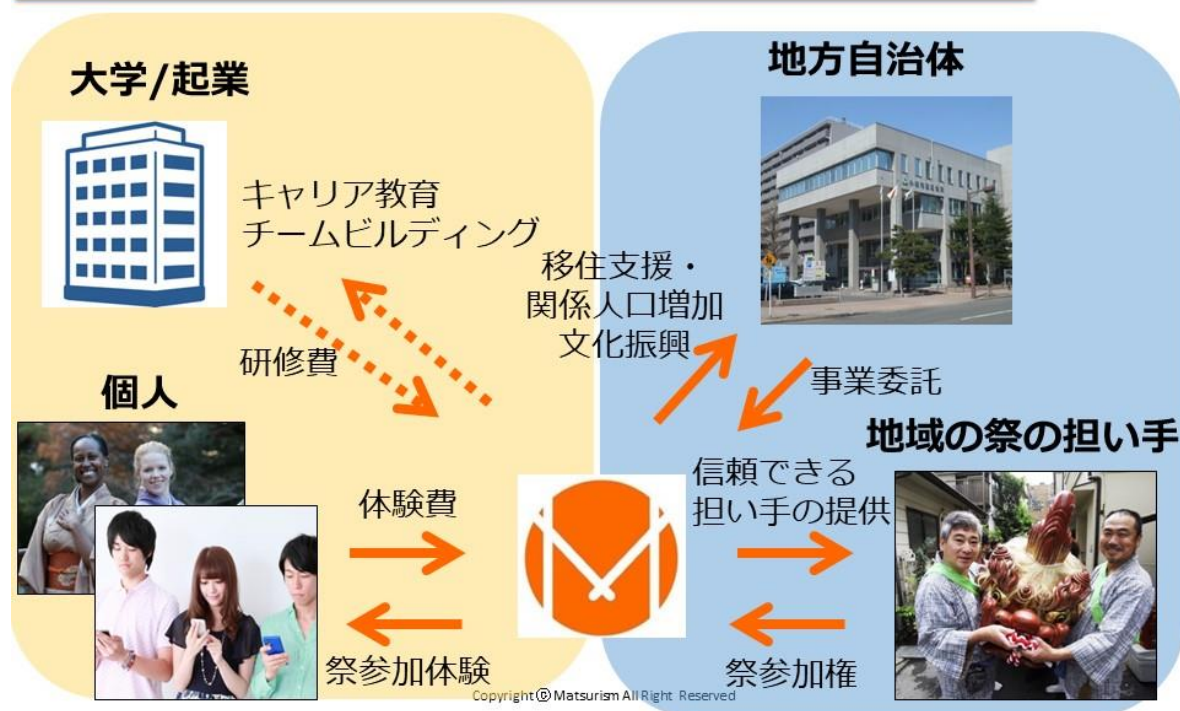 大学/起業
キャリア教育
チームビルディング
研修費
個人
体験費
祭参加体験
地方自治体
移住支援・
関係人口増加
文化振興
事業委託
地域の祭の担い手
信頼できる
担い手の提供
祭参加権
Copyright ⓒ Matsurism All Right Reserved